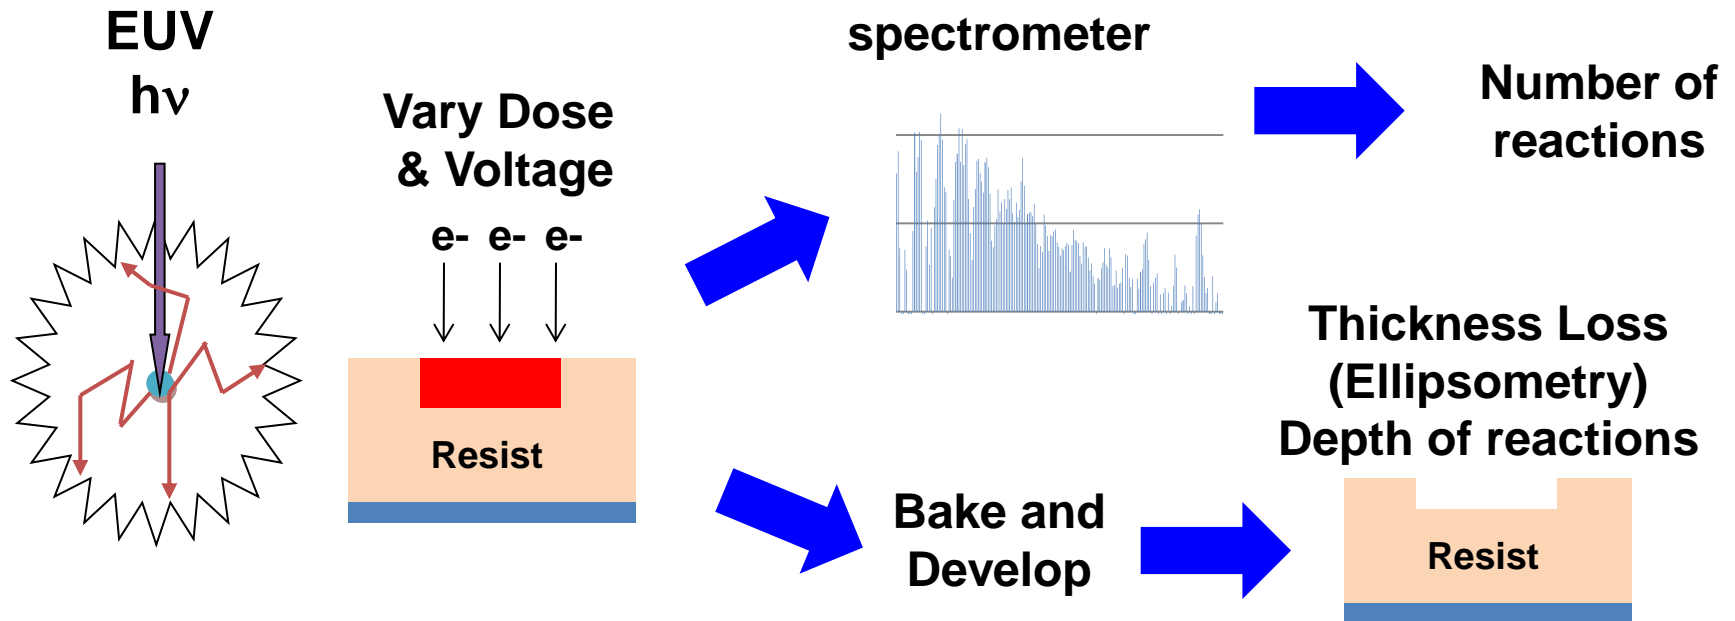 EUV
hν
Vary Dose
& Voltage
e- e- e-
Resist
spectrometer
Number of
reactions
Bake and
Develop
Thickness Loss
(Ellipsometry)
Depth of reactions
Resist